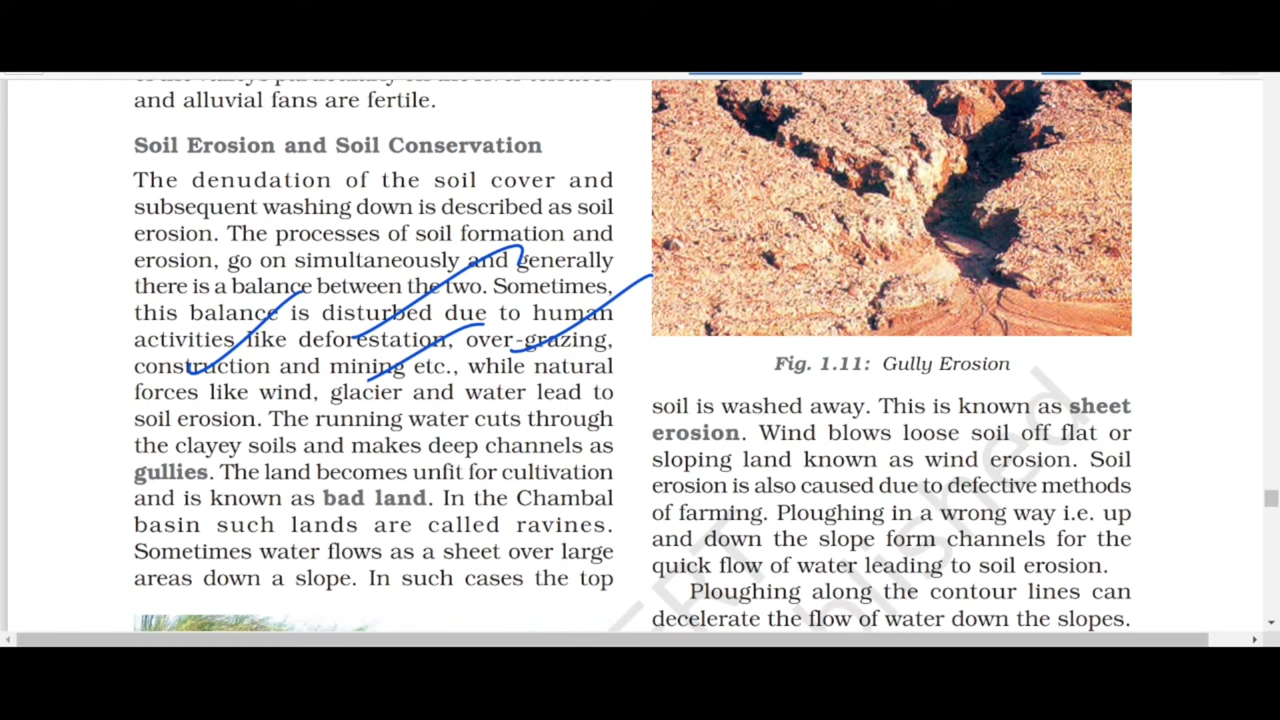 and alluvial fans are fertile.
Soil Erosion and Soil Conservation
The denudation of the soil cover and
subsequent washing down is described as soil
erosion. The processes of soil formation and
erosion, go on simultaneously and generally
there is a balance between the two. Sometimes,
this balance is disturbed due to human
activities like deforestation, over-grazing,
construction and mining etc., while natural
forces like wind, glacier and water lead to
soil erosion. The running water cuts through
the clayey soils and makes deep channels as
gullies. The land becomes unfit for cultivation
and is known as bad land. In the Chambal
basin such lands are called ravines.
Sometimes water flows as a sheet over large
areas down a slope. In such cases the top
Fig. 1.11: Gully Erosion
soil is washed away. This is known as sheet
erosion. Wind blows loose soil off flat or
sloping land known as wind erosion. Soil
erosion is also caused due to defective methods
of farming. Ploughing in a wrong way i.e. up
and down the slope form channels for the
quick flow of water leading to soil erosion.
Ploughing along the contour lines can
decelerate the flow of water down the slopes.